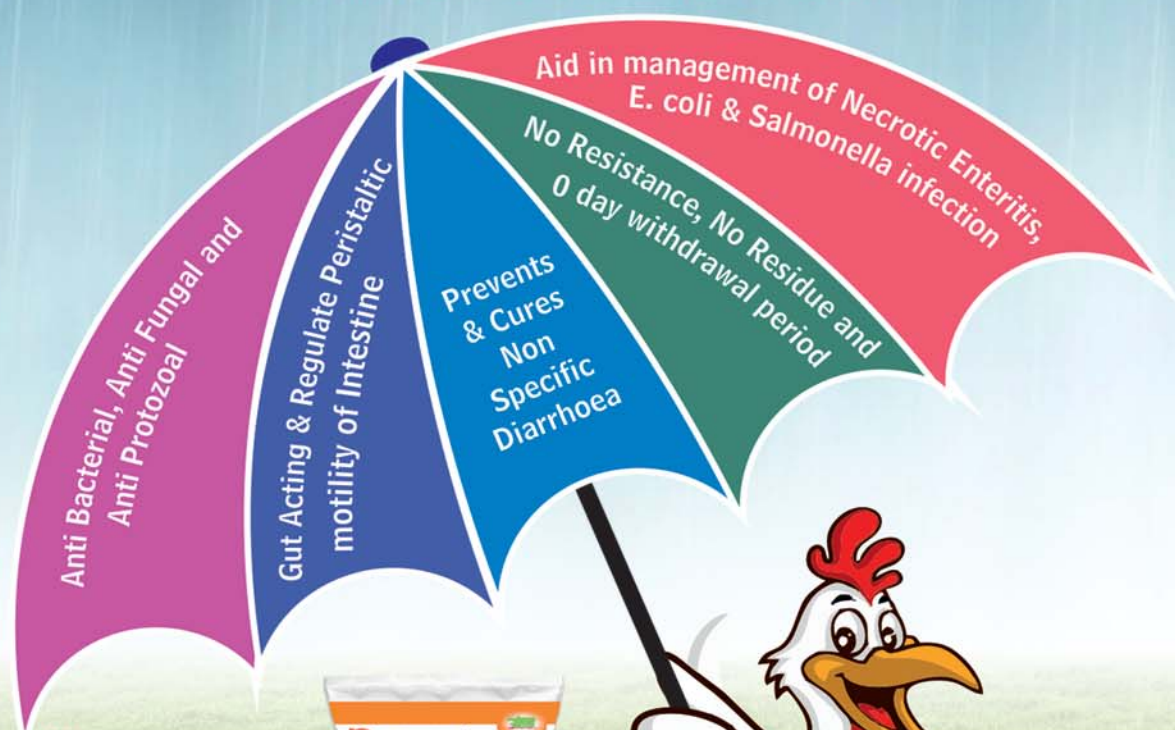 Anti Bacterial, Anti Fungal and
Anti Protozoal
Gut Acting & Regulate Peristaltic
motility of Intestine
Prevents
& Cures
Non
Specific
Diarrhoea
No Resistance, No Residue and
0 day withdrawal period
Aid in management of Necrotic Enteritis,
E. coli & Salmonella infection